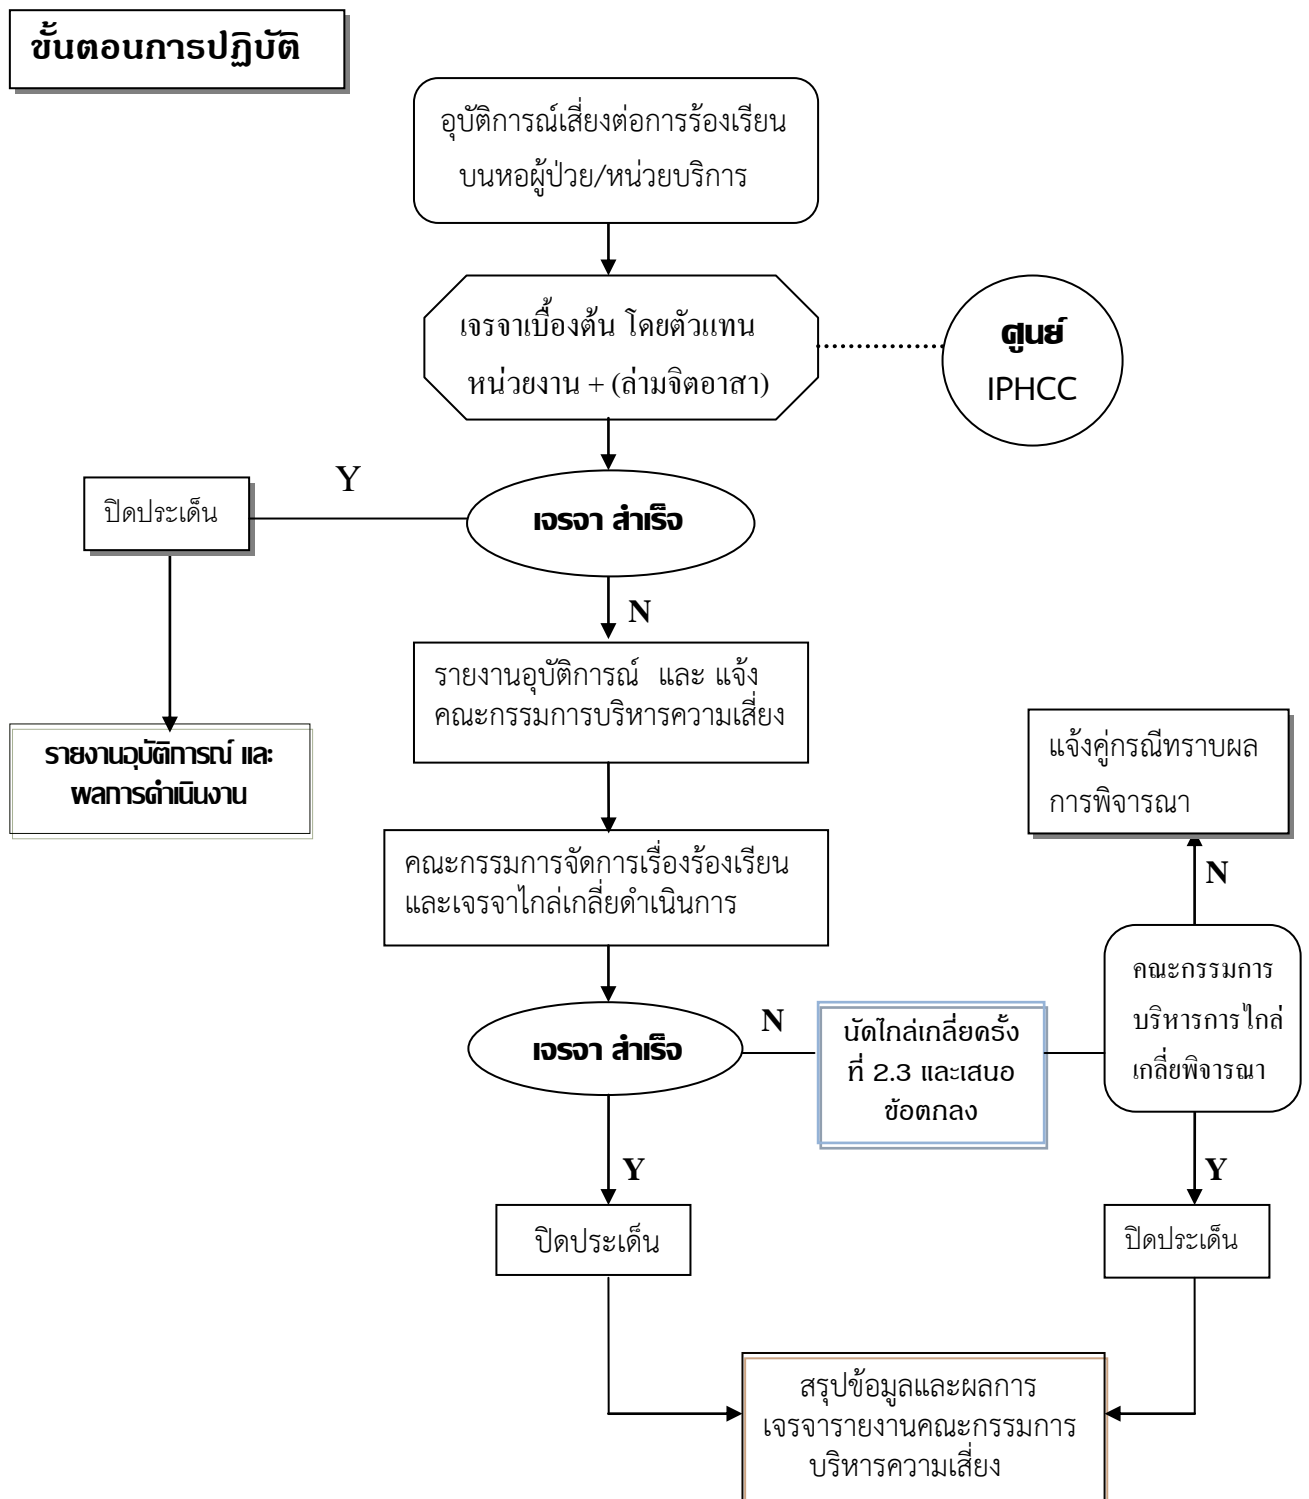 ขั้นตอนการปฏิบัติ
อุบัติการณ์เสี่ยงต่อการร้องเรียน
บนหอผู้ป่วย/หน่วยบริการ
เจรจาเบื้องต้น โดยตัวแทน
หน่วยงาน + (ล่ามจิตอาสา)
ศูนย์
IPHCC
Y
ปิดประเด็น
เจรจา สำเร็จ
N
รายงานอุบัติการณ์ และ แจ้ง
คณะกรรมการบริหารความเสี่ยง
รายงานอุบัติการณ์ และ
ผลการดำเนินงาน
แจ้งคู่กรณีทราบผล
การพิจารณา
คณะกรรมการจัดการเรื่องร้องเรียน
และเจรจาไกล่เกลี่ยดำเนินการ
N
คณะกรรมการ
บริหารการไกล่
เกลี่ยพิจารณา
เจรจา สำเร็จ
N
นัดไกล่เกลี่ยครั้ง
ที่ 2.3 และเสนอ
ข้อตกลง
Y
Y
ปิดประเด็น
ปิดประเด็น
สรุปข้อมูลและผลการ
เจรจารายงานคณะกรรมการ
บริหารความเสี่ยง